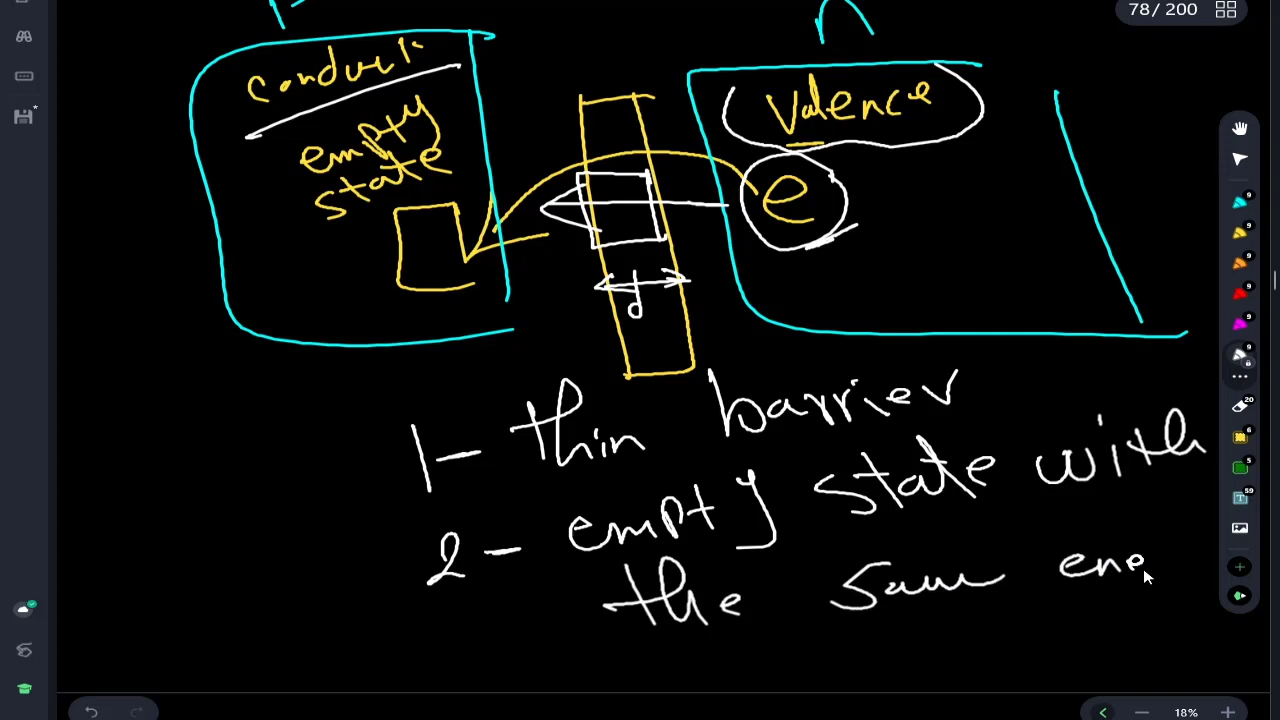 78/200
n
conduct
Valence
empty
state
e
d
1- thin barrier
2- empty state with
the same ene
18%